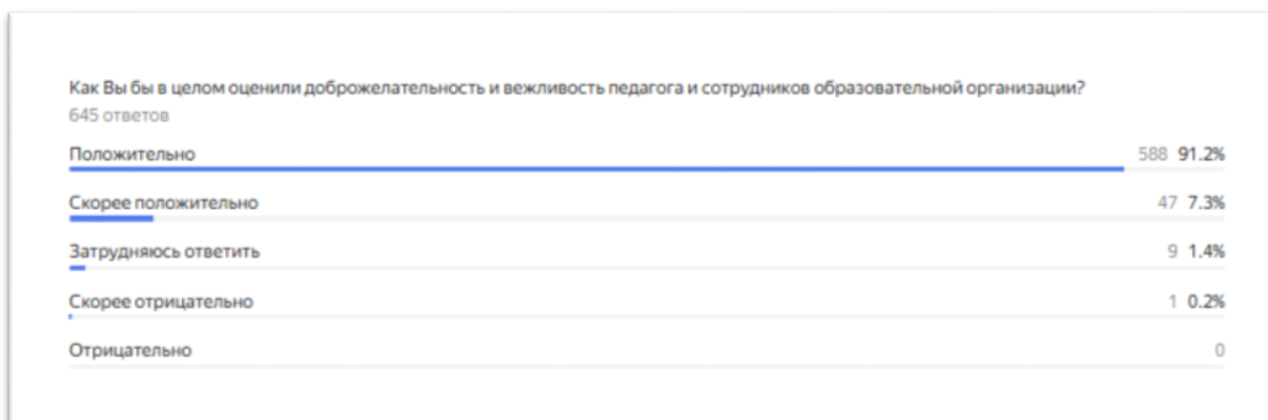 Как Вы бы в целом оценили доброжелательность и вежливость педагога и сотрудников образовательной организации?
645 ответов
Положительно 588 91.2%
Скорее положительно 47 7.3%
Затрудняюсь ответить 9 1.4%
Скорее отрицательно 1 0.2%
Отрицательно 0